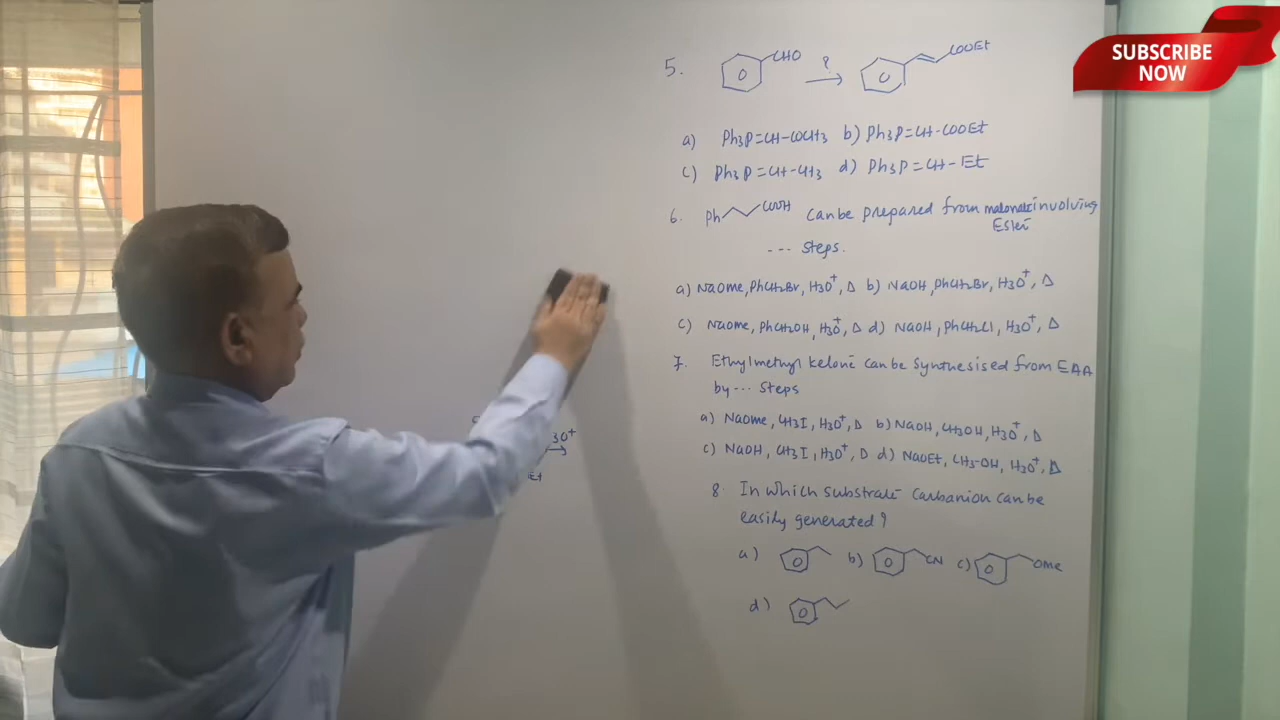 SUBSCRIBE
NOW
5. CHO ? COOEt
a) Ph3P=CH-COCH3 b) Ph3P=CH-COOEt
c) Ph3P=CH-CH3 d) Ph3P=CH-Et
6. Ph COOH can be prepared from malonate involving
Ester
--- Steps.
a) NaOMe, PhCH2Br, H3O+, Δ b) NaOH, PhCH2Br, H3O+, Δ
c) NaOMe, PhCH2OH, H3O+, Δ d) NaOH, PhCH2Cl, H3O+, Δ
7. Ethylmethyl ketone can be synthesised from EAA
by --- Steps
a) NaOMe, CH3I, H3O+, Δ b) NaOH, CH3OH, H3O+, Δ
c) NaOH, CH3I, H3O+, Δ d) NaOEt, CH3-OH, H3O+, Δ
3O+
Et
8. In which substrate Carbanion can be
easily generated?
a) b) CN c) OMe
d)